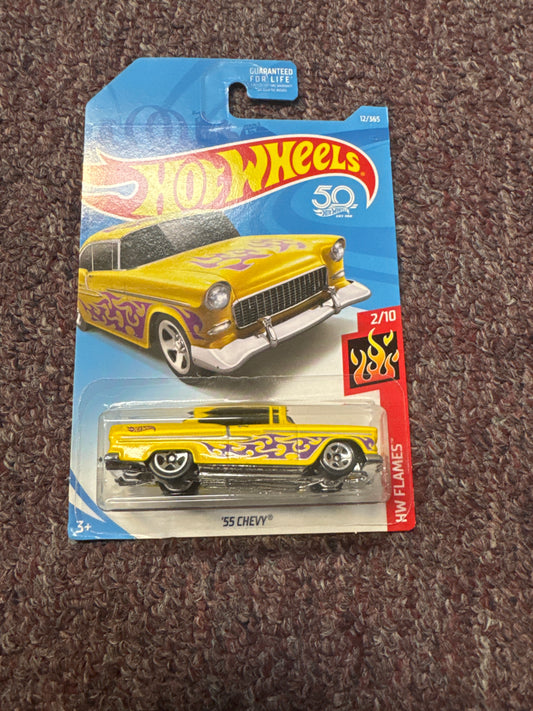 GUARANTEED
FOR LIFE
12/365
HOT WHEELS
50
2/10
HW FLAMES
'55 CHEVY®
3+